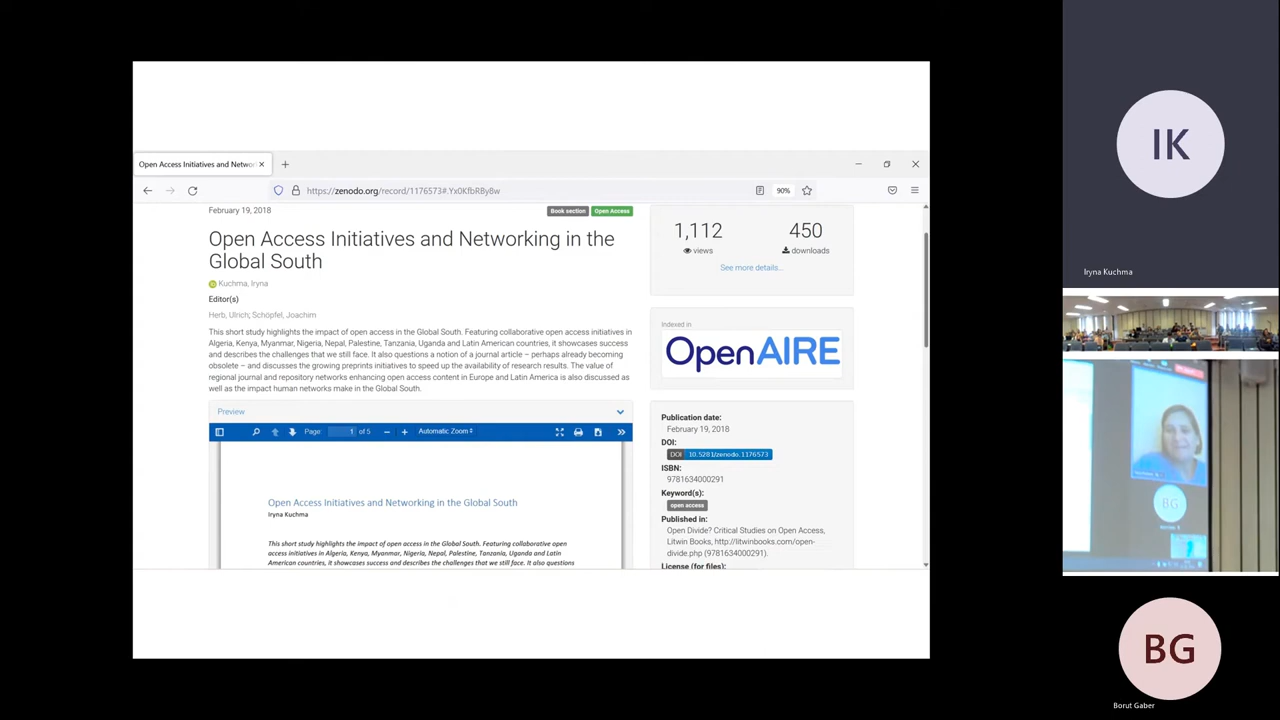 Open Access Initiatives and Networ
https://zenodo.org/record/1176573#.Yx0KfbRBy8w
90%
February 19, 2018
Book section
Open Access
Open Access Initiatives and Networking in the
Global South
Kuchma, Iryna
Editor(s)
Herb, Ulrich; Schöpfel, Joachim
This short study highlights the impact of open access in the Global South. Featuring collaborative open access initiatives in
Algeria, Kenya, Myanmar, Nigeria, Nepal, Palestine, Tanzania, Uganda and Latin American countries, it showcases success
and describes the challenges that we still face. It also questions a notion of a journal article – perhaps already becoming
obsolete – and discusses the growing preprints initiatives to speed up the availability of research results. The value of
regional journal and repository networks enhancing open access content in Europe and Latin America is also discussed as
well as the impact human networks make in the Global South.
Preview
Page 1 of 5
Automatic Zoom
Open Access Initiatives and Networking in the Global South
Iryna Kuchma
This short study highlights the impact of open access in the Global South. Featuring collaborative open
access initiatives in Algeria, Kenya, Myanmar, Nigeria, Nepal, Palestine, Tanzania, Uganda and Latin
American countries, it showcases success and describes the challenges that we still face. It also questions
1,112
450
views
downloads
See more details...
Indexed in
OpenAIRE
Publication date:
February 19, 2018
DOI:
DOI 10.5281/zenodo.1176573
ISBN:
9781634000291
Keyword(s):
open access
Published in:
Open Divide? Critical Studies on Open Access,
Litwin Books, http://litwinbooks.com/open-
divide.php (9781634000291).
License (for files):
IK
Iryna Kuchma
BG
BG
Borut Gaber